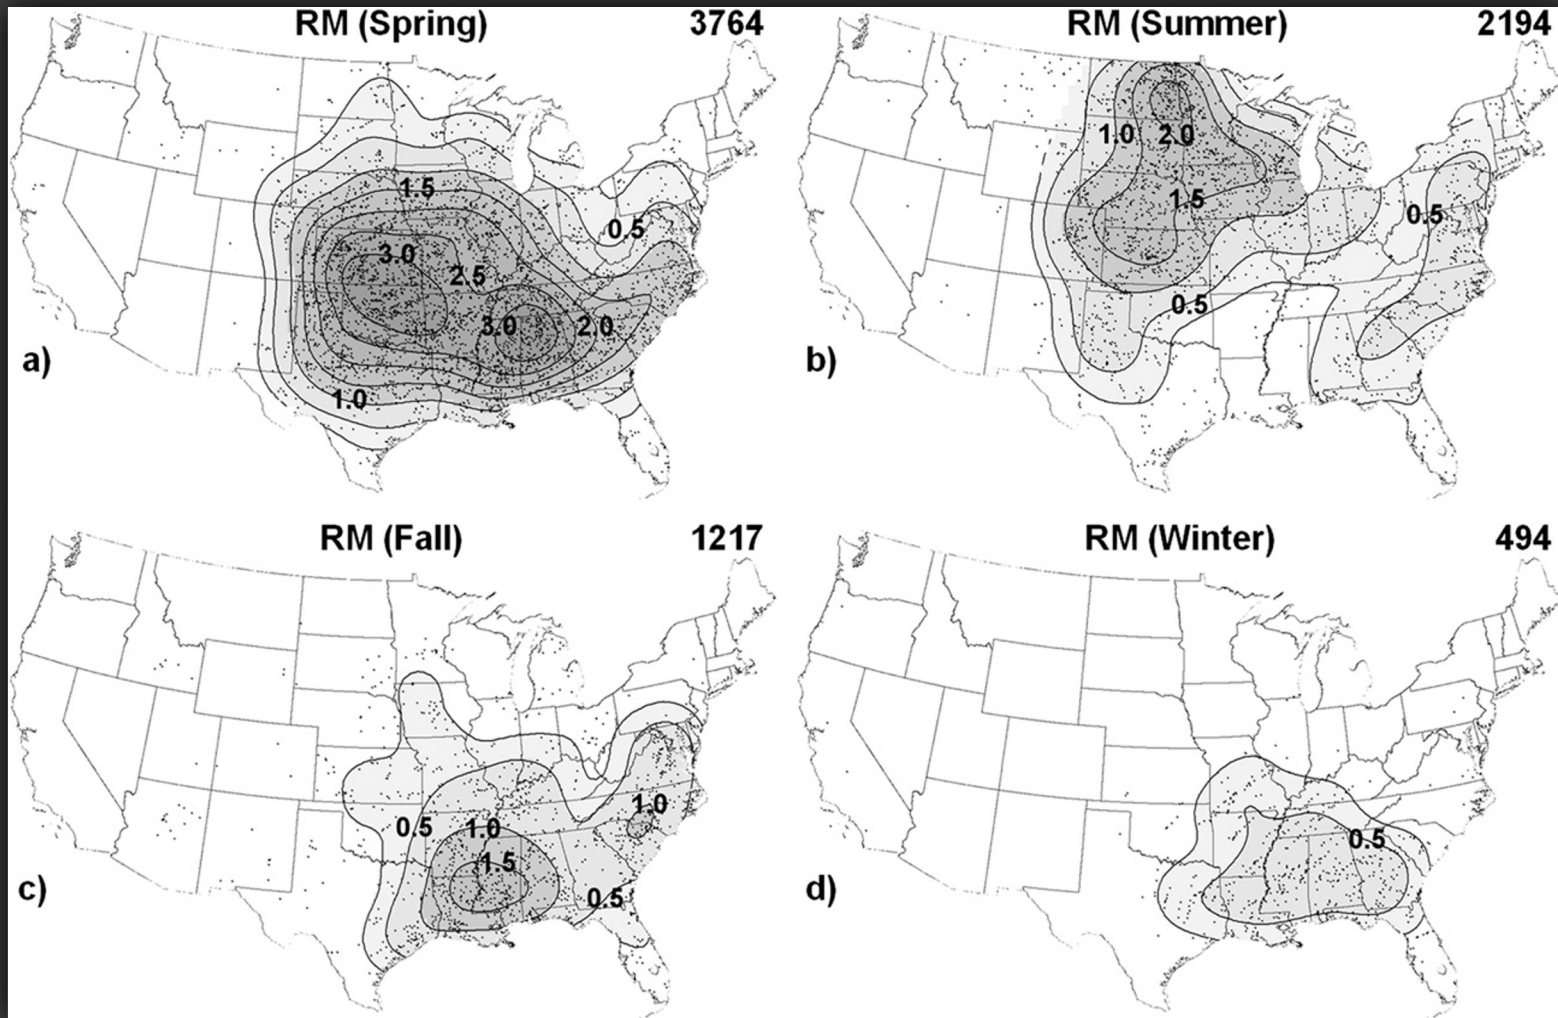 RM (Spring) 3764
1.5
0.5
3.0
2.5
3.0 2.0
1.0
a)
RM (Summer) 2194
1.0 2.0
1.5
0.5
0.5
b)
RM (Fall) 1217
1.0
0.5 1.0
1.5
0.5
c)
RM (Winter) 494
0.5
d)